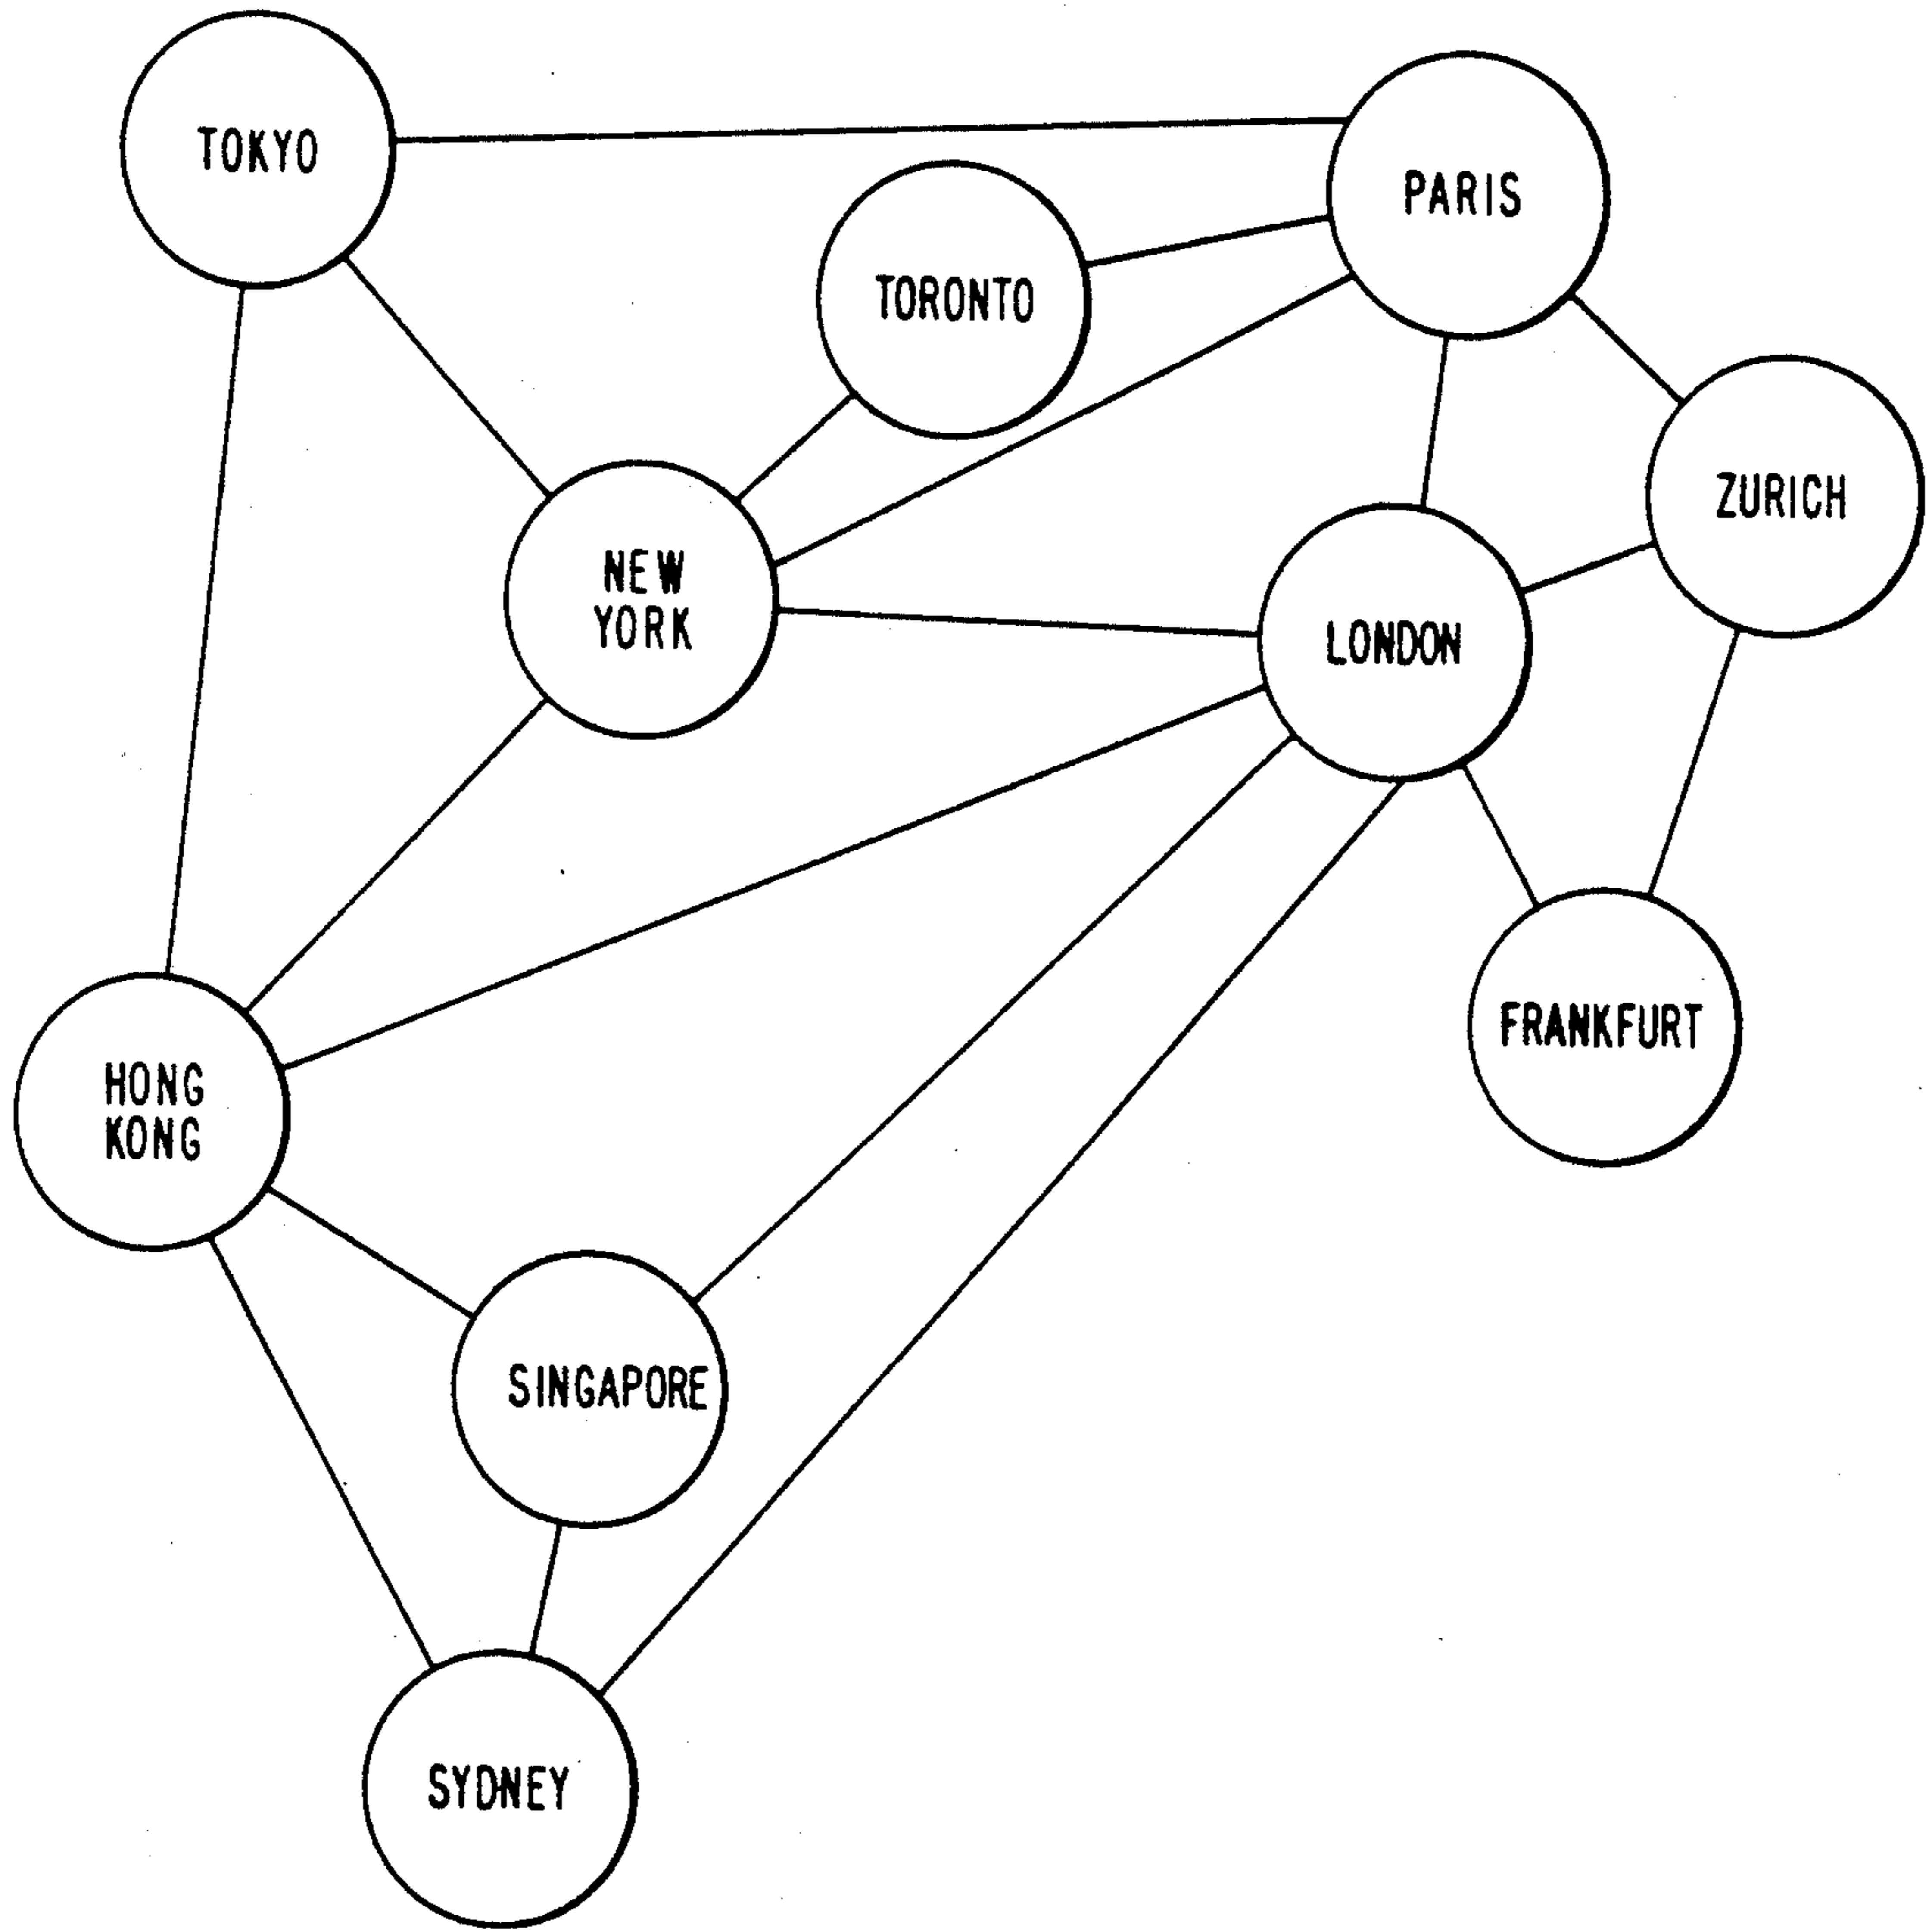 TOKYO
PARIS
TORONTO
ZURICH
NEW
YORK
LONDON
FRANKFURT
HONG
KONG
SINGAPORE
SYDNEY